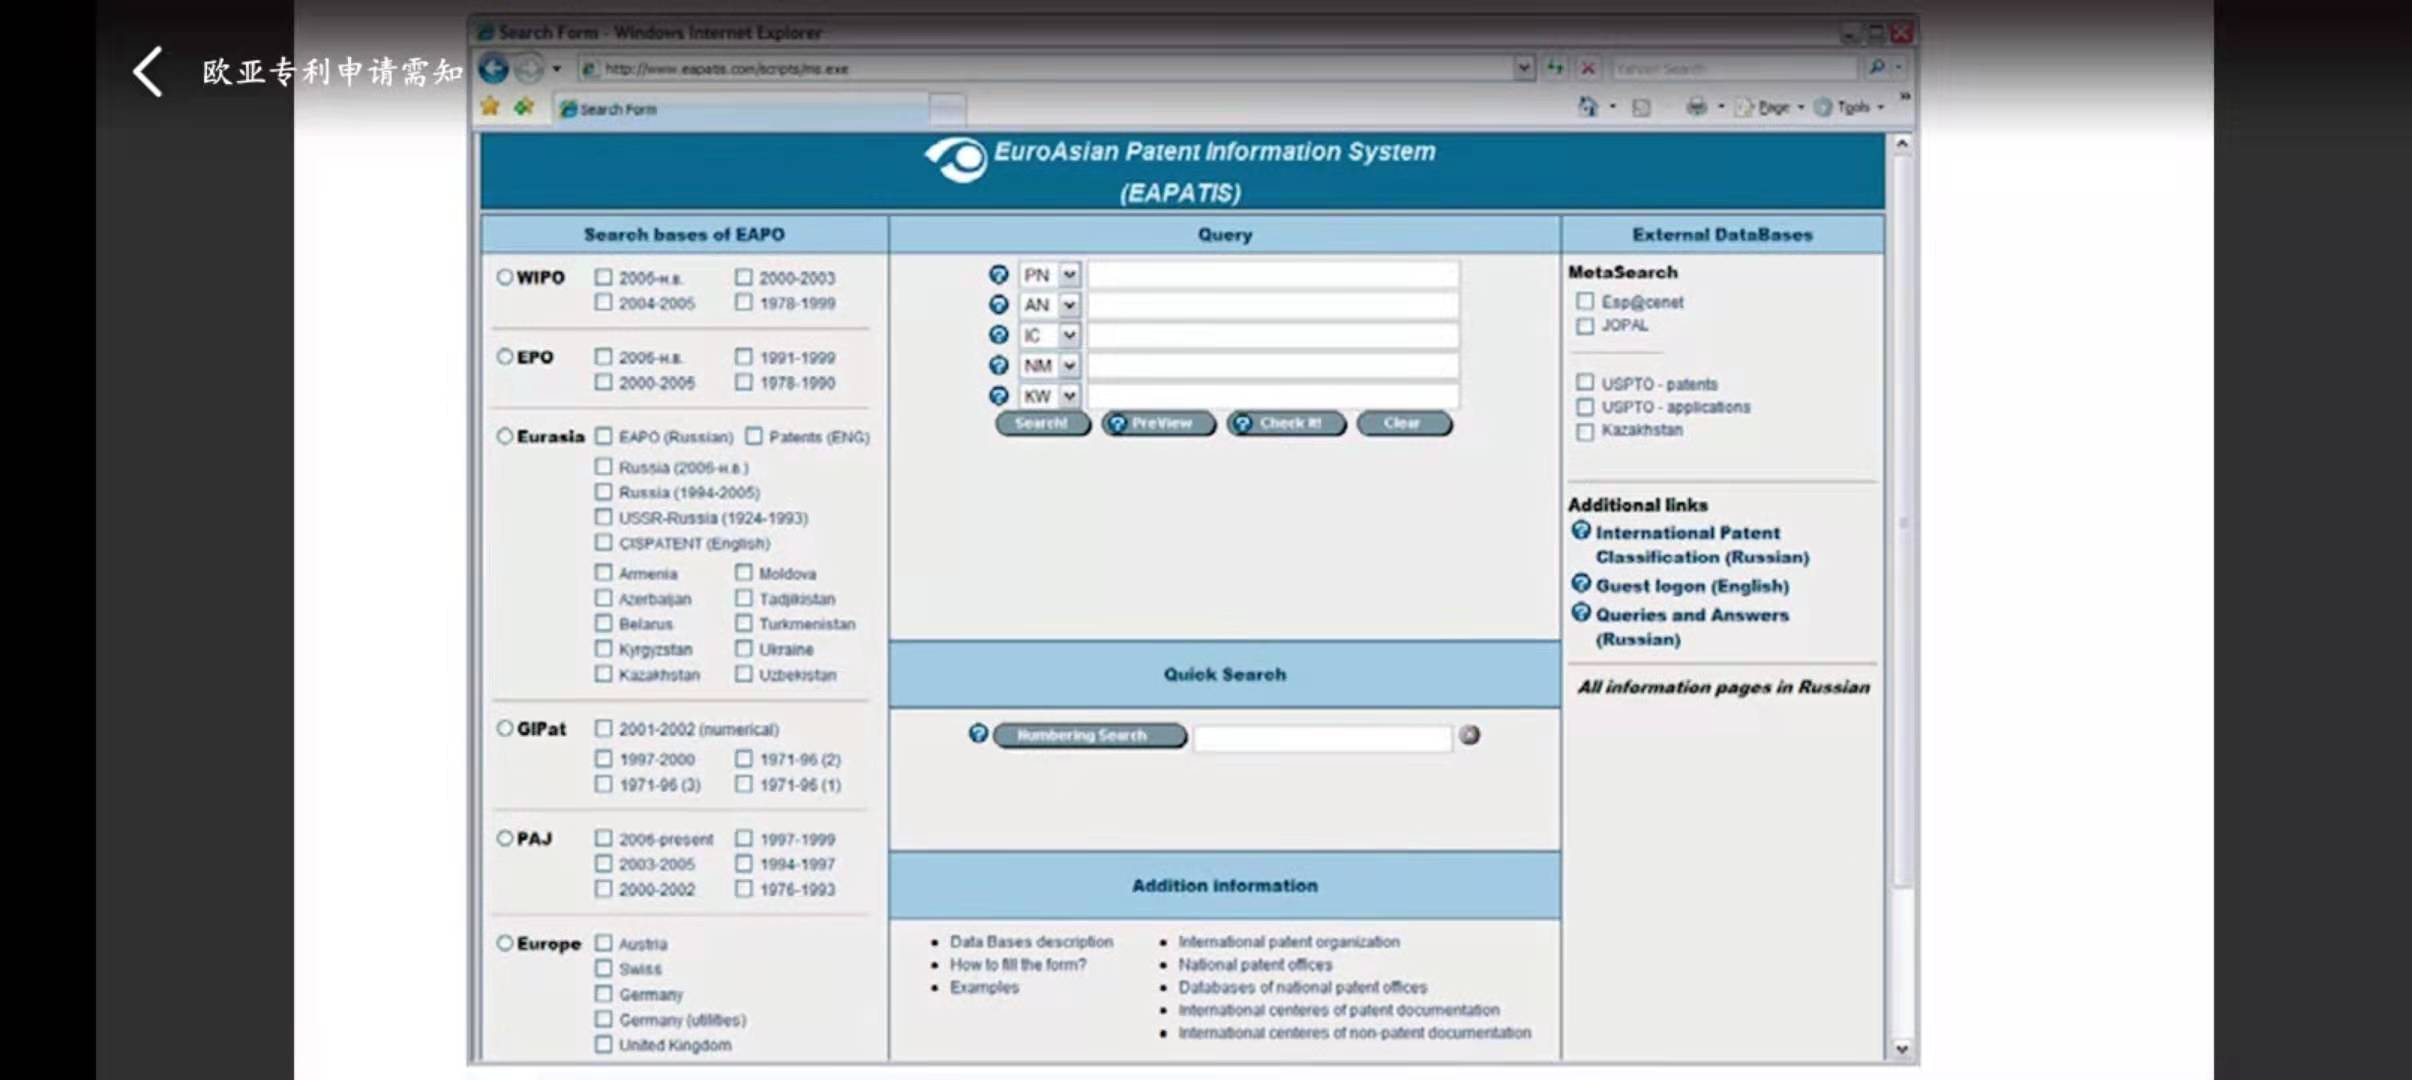 欧亚专利申请需知
Search Form - Windows Internet Explorer
http://www.eapatis.com/scripts/ms.exe
Yahoo! Search
Search Form
Page
Tools
EuroAsian Patent Information System
(EAPATIS)
Search bases of EAPO
WIPO
2006-н.в.
2000-2003
2004-2005
1978-1999
EPO
2006-н.в.
1991-1999
2000-2005
1978-1990
Eurasia
EAPO (Russian)
Patents (ENG)
Russia (2006-н.в.)
Russia (1994-2005)
USSR-Russia (1924-1993)
CISPATENT (English)
Armenia
Moldova
Azerbaijan
Tadjikistan
Belarus
Turkmenistan
Kyrgyzstan
Ukraine
Kazakhstan
Uzbekistan
GIPat
2001-2002 (numerical)
1997-2000
1971-96 (2)
1971-96 (3)
1971-96 (1)
PAJ
2006-present
1997-1999
2003-2005
1994-1997
2000-2002
1976-1993
Europe
Austria
Swiss
Germany
Germany (utilities)
United Kingdom
Query
PN
AN
IC
NM
KW
Search!
PreView
Check It!
Clear
Quick Search
Numbering Search
Addition information
Data Bases description
How to fill the form?
Examples
International patent organization
National patent offices
Databases of national patent offices
International centeres of patent documentation
International centeres of non-patent documentation
External DataBases
MetaSearch
Esp@cenet
JOPAL
USPTO - patents
USPTO - applications
Kazakhstan
Additional links
International Patent
Classification (Russian)
Guest logon (English)
Queries and Answers
(Russian)
All information pages in Russian